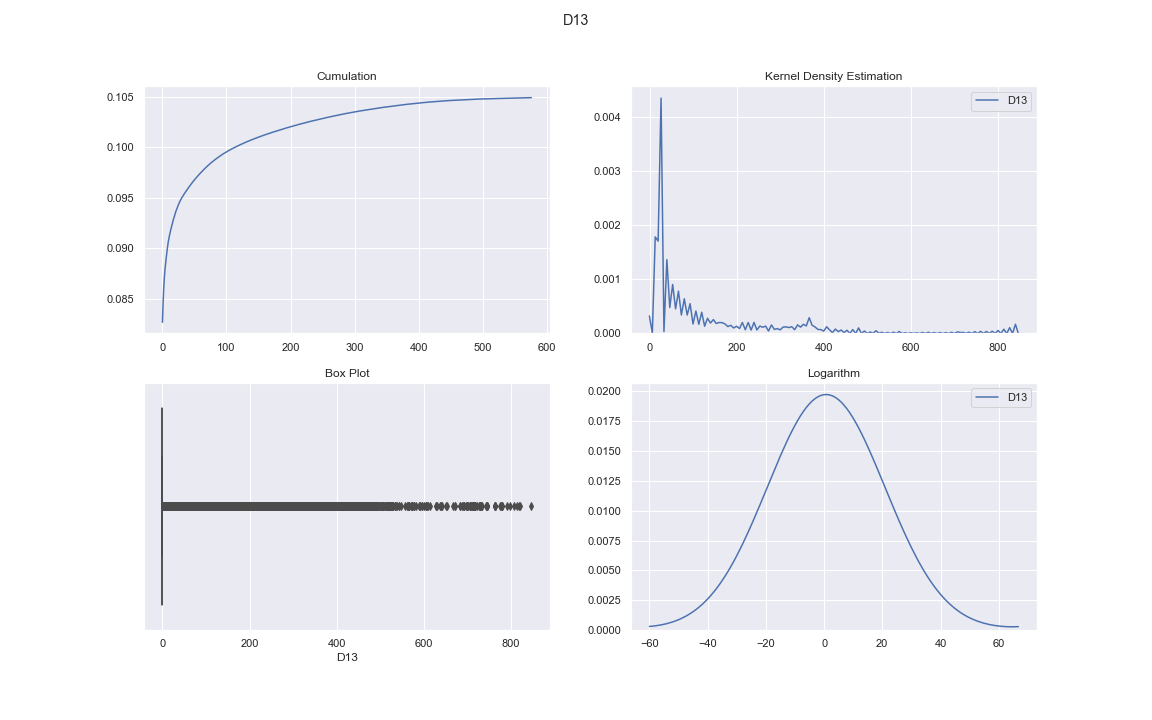 D13
Cumulation
0.105
0.100
0.095
0.090
0.085
0 100 200 300 400 500 600
Kernel Density Estimation
D13
0.004
0.003
0.002
0.001
0.000
0 200 400 600 800
Box Plot
0 200 400 600 800
D13
Logarithm
D13
0.0200
0.0175
0.0150
0.0125
0.0100
0.0075
0.0050
0.0025
0.0000
−60 −40 −20 0 20 40 60